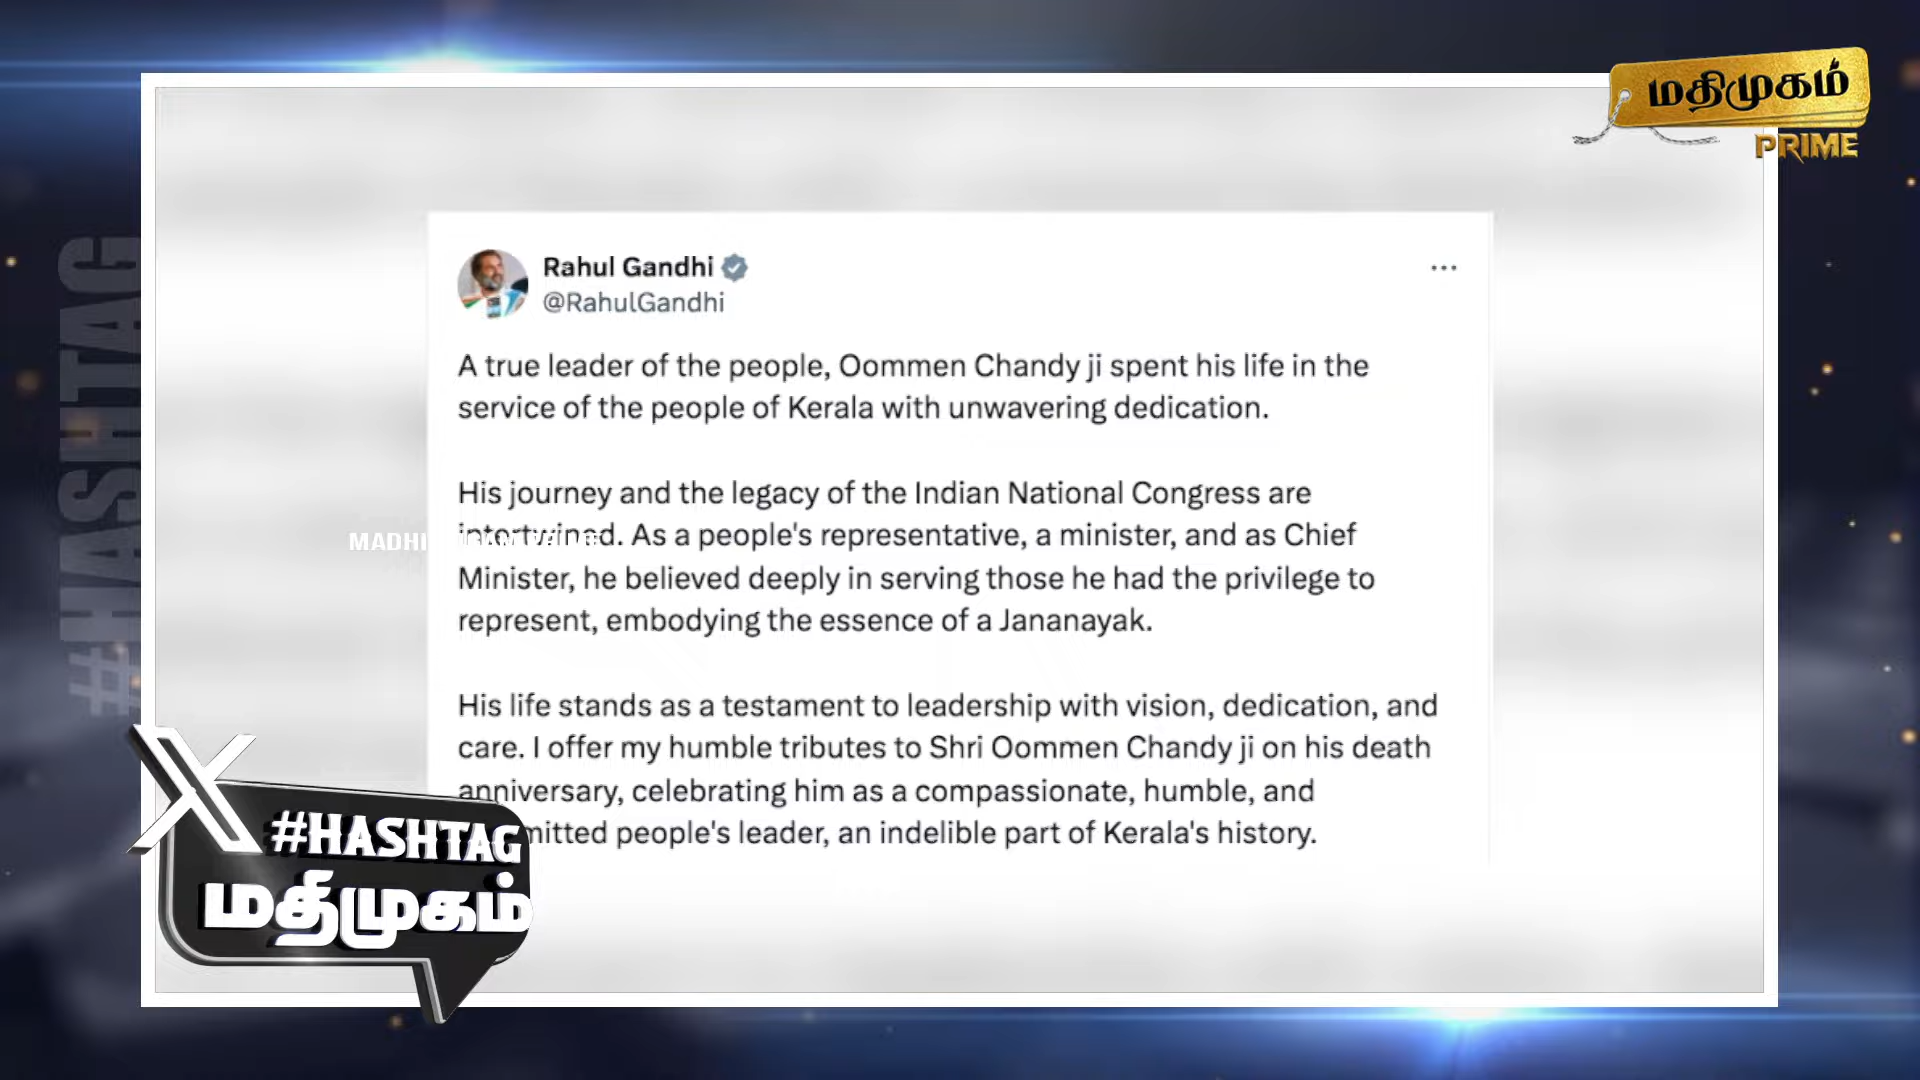 மதிமுகம்
PRIME
#HASHTAG
Rahul Gandhi
@RahulGandhi
A true leader of the people, Oommen Chandy ji spent his life in the
service of the people of Kerala with unwavering dedication.
His journey and the legacy of the Indian National Congress are
intertwined. As a people's representative, a minister, and as Chief
Minister, he believed deeply in serving those he had the privilege to
represent, embodying the essence of a Jananayak.
His life stands as a testament to leadership with vision, dedication, and
care. I offer my humble tributes to Shri Oommen Chandy ji on his death
anniversary, celebrating him as a compassionate, humble, and
mitted people's leader, an indelible part of Kerala's history.
X
#HASHTAG
மதிமுகம்